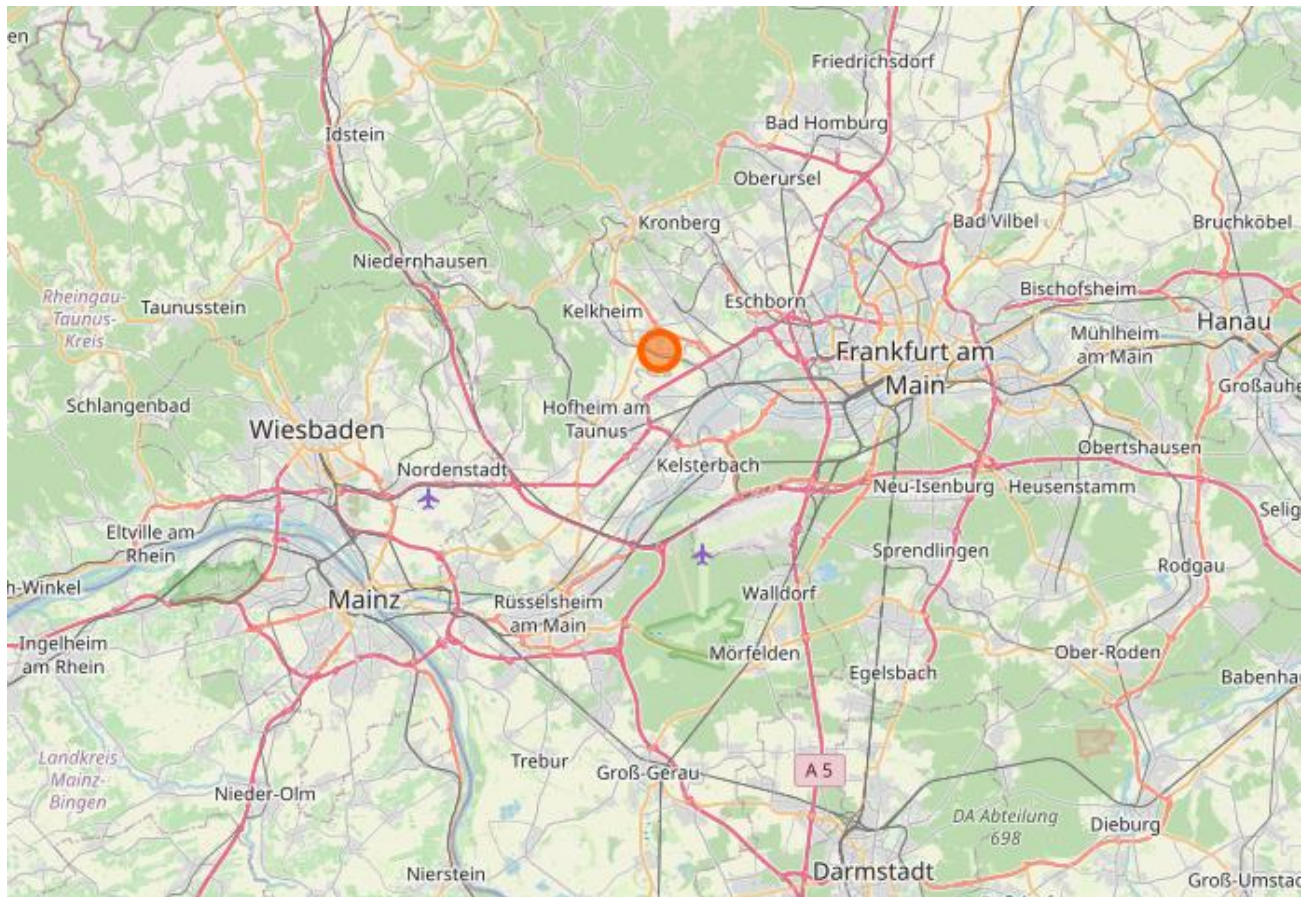 en
Friedrichsdorf
Idstein
Bad Homburg
Oberursel
Kronberg
Bad Vilbel
Bruchköbel
Niedernhausen
Rheingau-
Taunus-
Kreis
Taunusstein
Kelkheim
Eschborn
Bischofsheim
Hanau
Mühlheim
am Main
Frankfurt am
Main
Großauhe
Schlangenbad
Hofheim am
Taunus
Wiesbaden
Obertshausen
Nordenstadt
Kelsterbach
Neu-Isenburg
Heusenstamm
Selig
Eltville am
Rhein
Sprendlingen
Rodgau
h-Winkel
Mainz
Rüsselsheim
am Main
Walldorf
Ingelheim
am Rhein
Mörfelden
Egelsbach
Ober-Roden
Babenhau
Landkreis
Mainz-
Bingen
Trebur
Groß-Gerau
A 5
Nieder-Olm
DA Abteilung
698
Dieburg
Nierstein
Darmstadt
Groß-Umstad